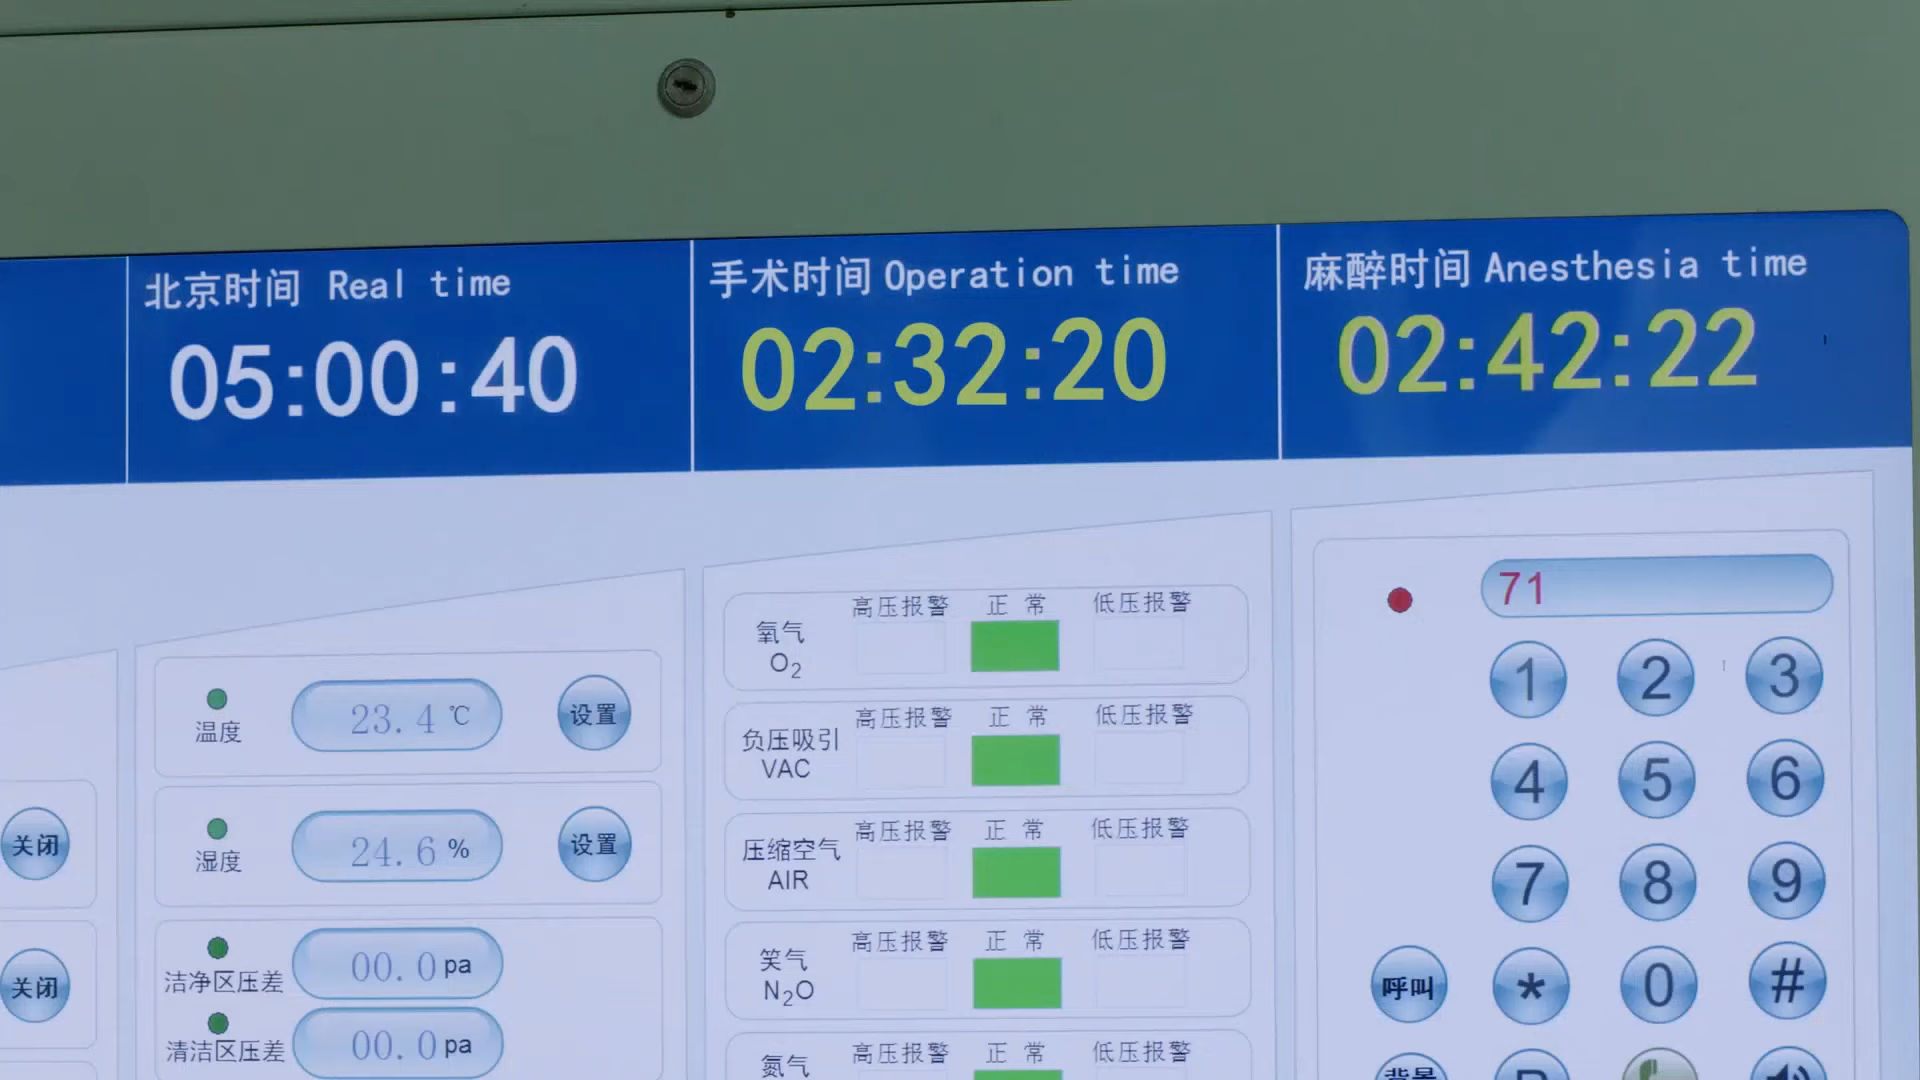 北京时间 Real time
05:00:40
手术时间 Operation time
02:32:20
麻醉时间 Anesthesia time
02:42:22
关闭
关闭
温度
23.4 ℃
设置
湿度
24.6 %
设置
洁净区压差
00.0 pa
清洁区压差
00.0 pa
高压报警 正常 低压报警
氧气
O₂
高压报警 正常 低压报警
负压吸引
VAC
高压报警 正常 低压报警
压缩空气
AIR
高压报警 正常 低压报警
笑气
N₂O
高压报警 正常 低压报警
氮气
71
1 2 3
4 5 6
7 8 9
呼叫 * 0 #
背景